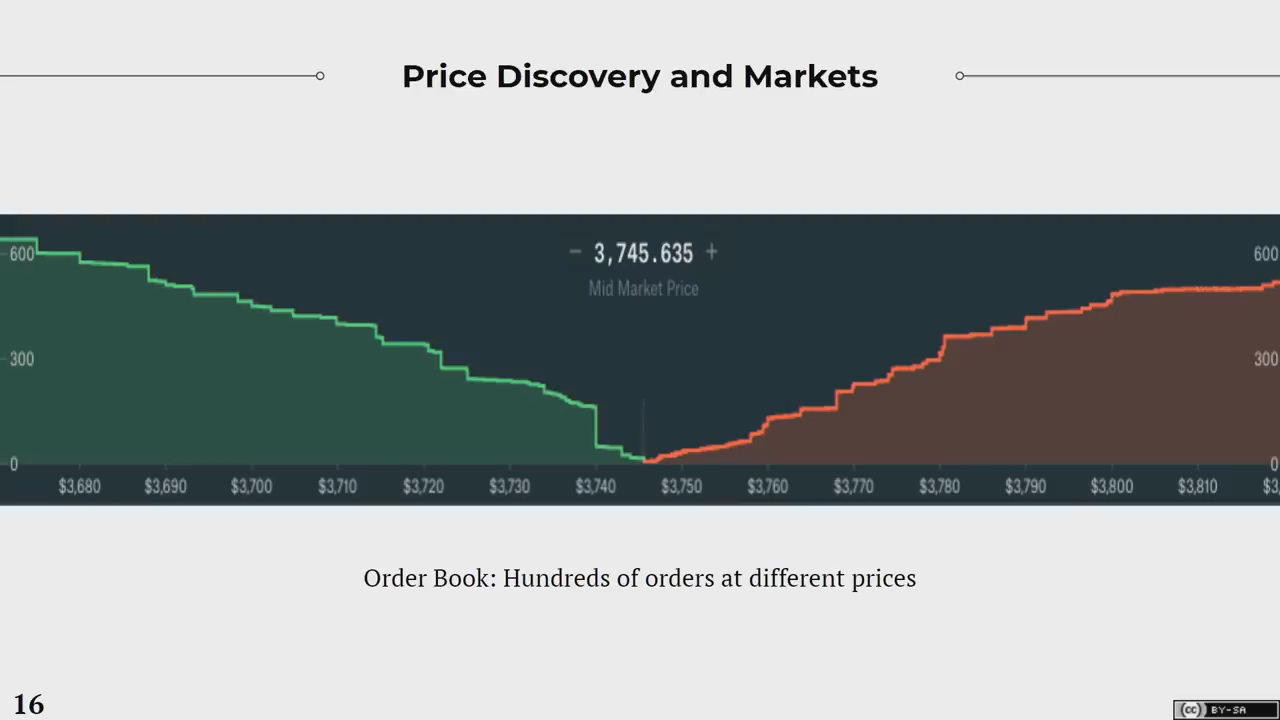 Price Discovery and Markets
− 3,745.635 +
Mid Market Price
600 600
300 300
0 0
$3,680 $3,690 $3,700 $3,710 $3,720 $3,730 $3,740 $3,750 $3,760 $3,770 $3,780 $3,790 $3,800 $3,810 $3,
Order Book: Hundreds of orders at different prices
16
cc BY-SA